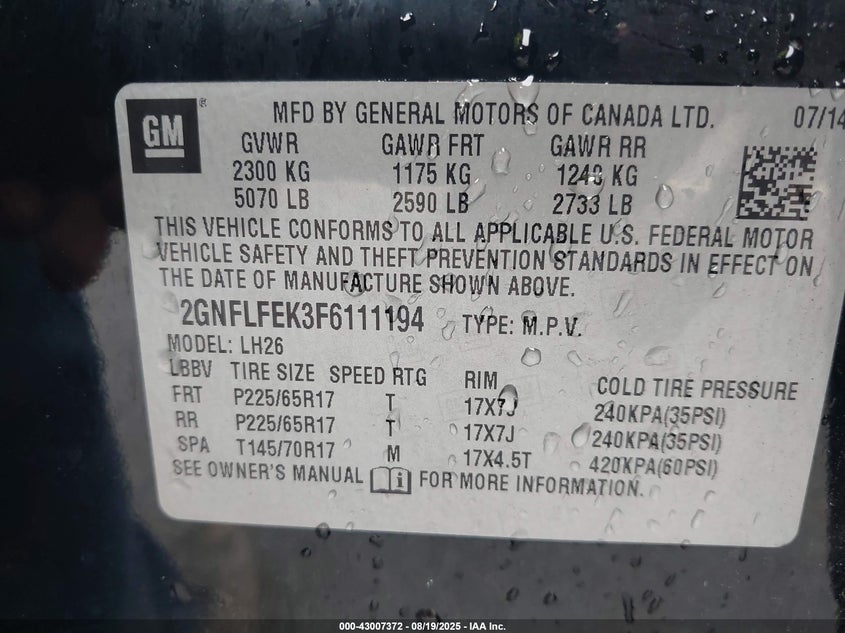 GM ®
MFD BY GENERAL MOTORS OF CANADA LTD. 07/14
GVWR GAWR FRT GAWR RR
2300 KG 1175 KG 1240 KG
5070 LB 2590 LB 2733 LB
THIS VEHICLE CONFORMS TO ALL APPLICABLE U.S. FEDERAL MOTOR
VEHICLE SAFETY AND THEFT PREVENTION STANDARDS IN EFFECT ON
THE DATE OF MANUFACTURE SHOWN ABOVE.
2GNFLFEK3F6111194 TYPE: M.P.V.
MODEL: LH26
LBBV TIRE SIZE SPEED RTG RIM COLD TIRE PRESSURE
FRT P225/65R17 T 17X7J 240KPA(35PSI)
RR P225/65R17 T 17X7J 240KPA(35PSI)
SPA T145/70R17 M 17X4.5T 420KPA(60PSI)
SEE OWNER'S MANUAL i FOR MORE INFORMATION.
000-43007372 - 08/19/2025 - IAA Inc.